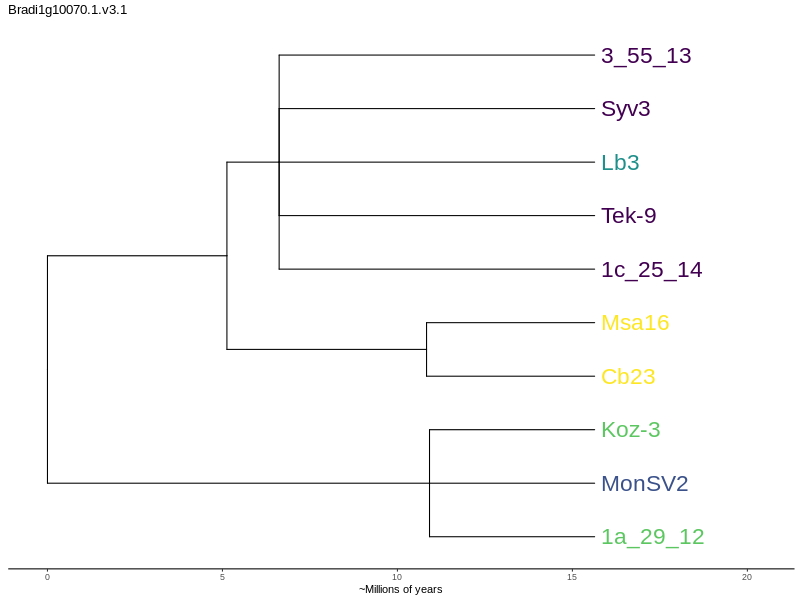 Bradi1g10070.1.v3.1
3_55_13
Syv3
Lb3
Tek-9
1c_25_14
Msa16
Cb23
Koz-3
MonSV2
1a_29_12
0 5 10 15 20
~Millions of years